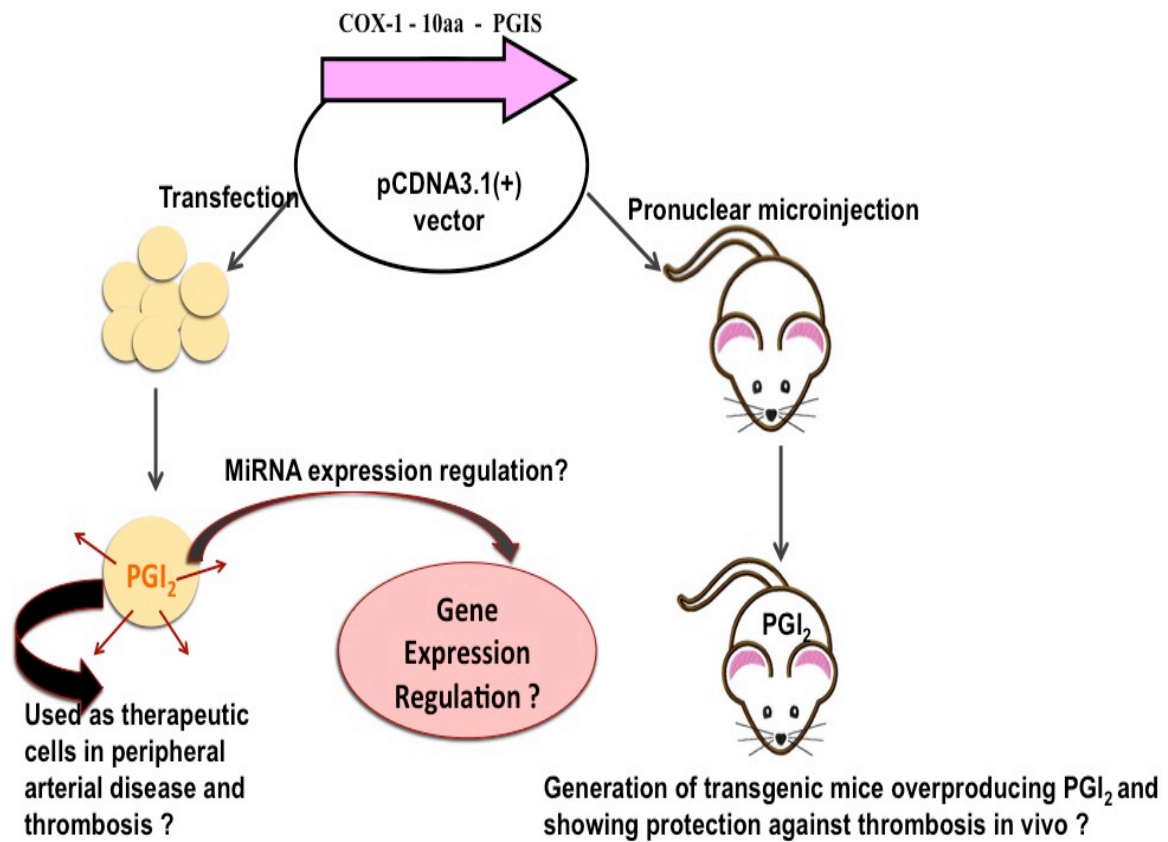 COX-1 - 10aa - PGIS
pCDNA3.1(+)
vector
Transfection
Pronuclear microinjection
MiRNA expression regulation?
PGI₂
Gene
Expression
Regulation ?
PGI₂
Used as therapeutic
cells in peripheral
arterial disease and
thrombosis ?
Generation of transgenic mice overproducing PGI₂ and
showing protection against thrombosis in vivo ?